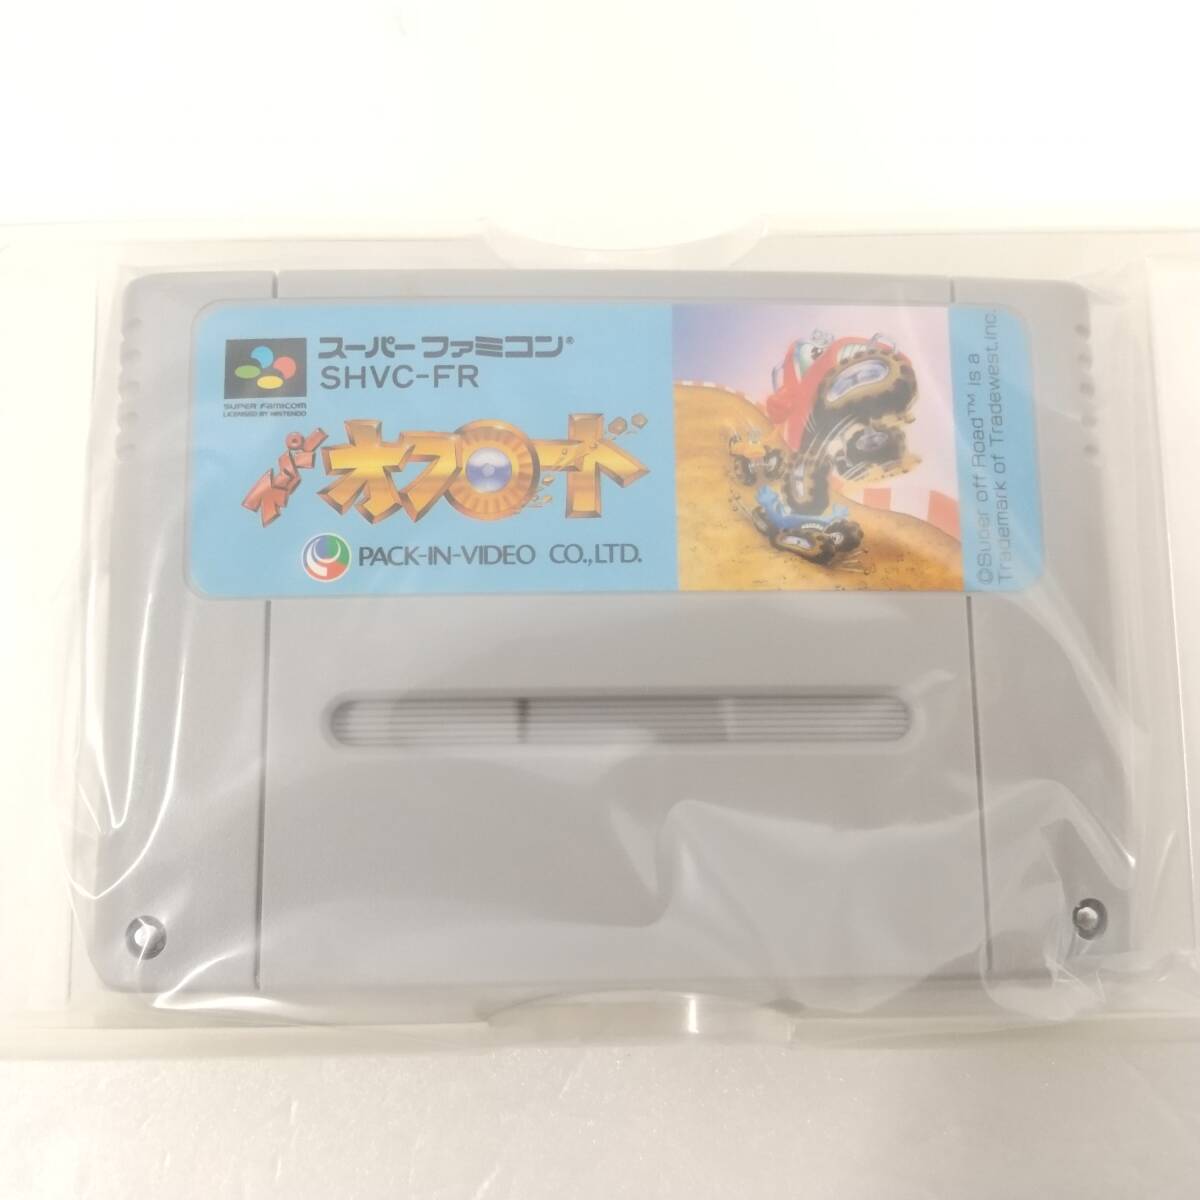 スーパーファミコン®
SHVC-FR
SUPER FAMICOM
LICENSED BY NINTENDO
スーパーオフロード
PACK-IN-VIDEO CO.,LTD.
©Super off Road™ is a
Trademark of Tradewest.Inc.